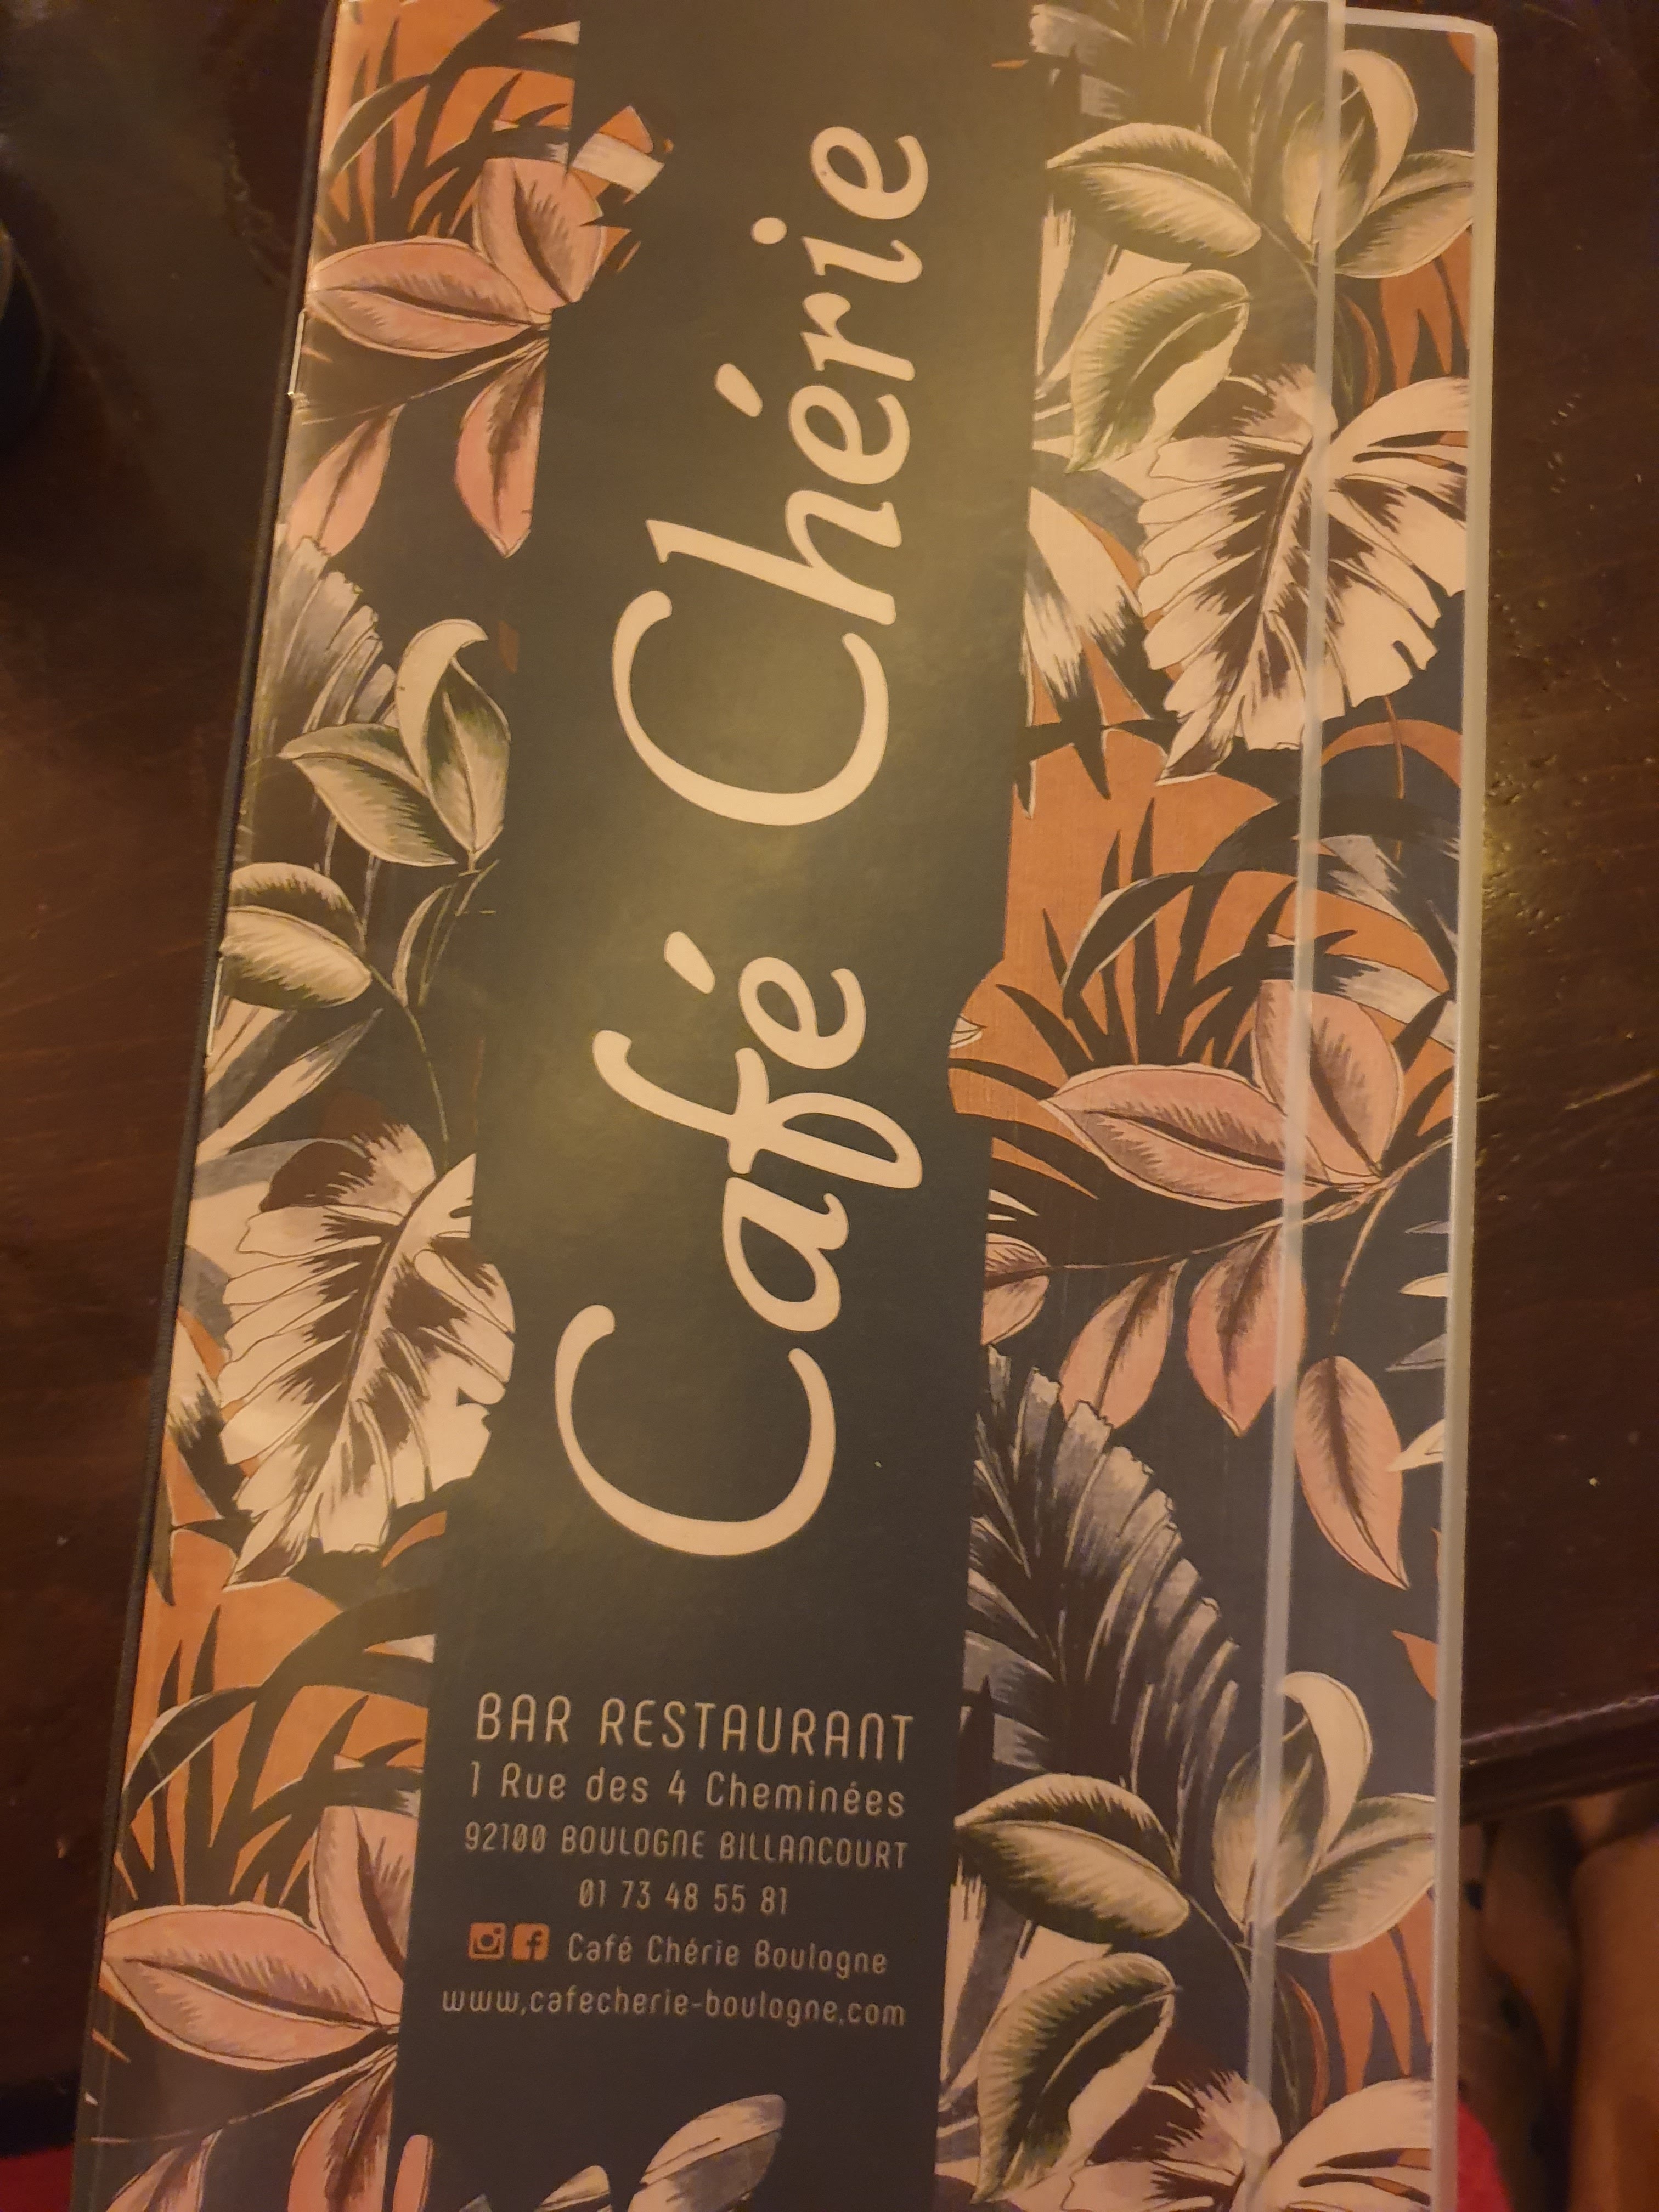 Café Chérie
BAR RESTAURANT
1 Rue des 4 Cheminées
92100 BOULOGNE BILLANCOURT
01 73 48 55 81
Café Chérie Boulogne
www.cafecherie-boulogne.com